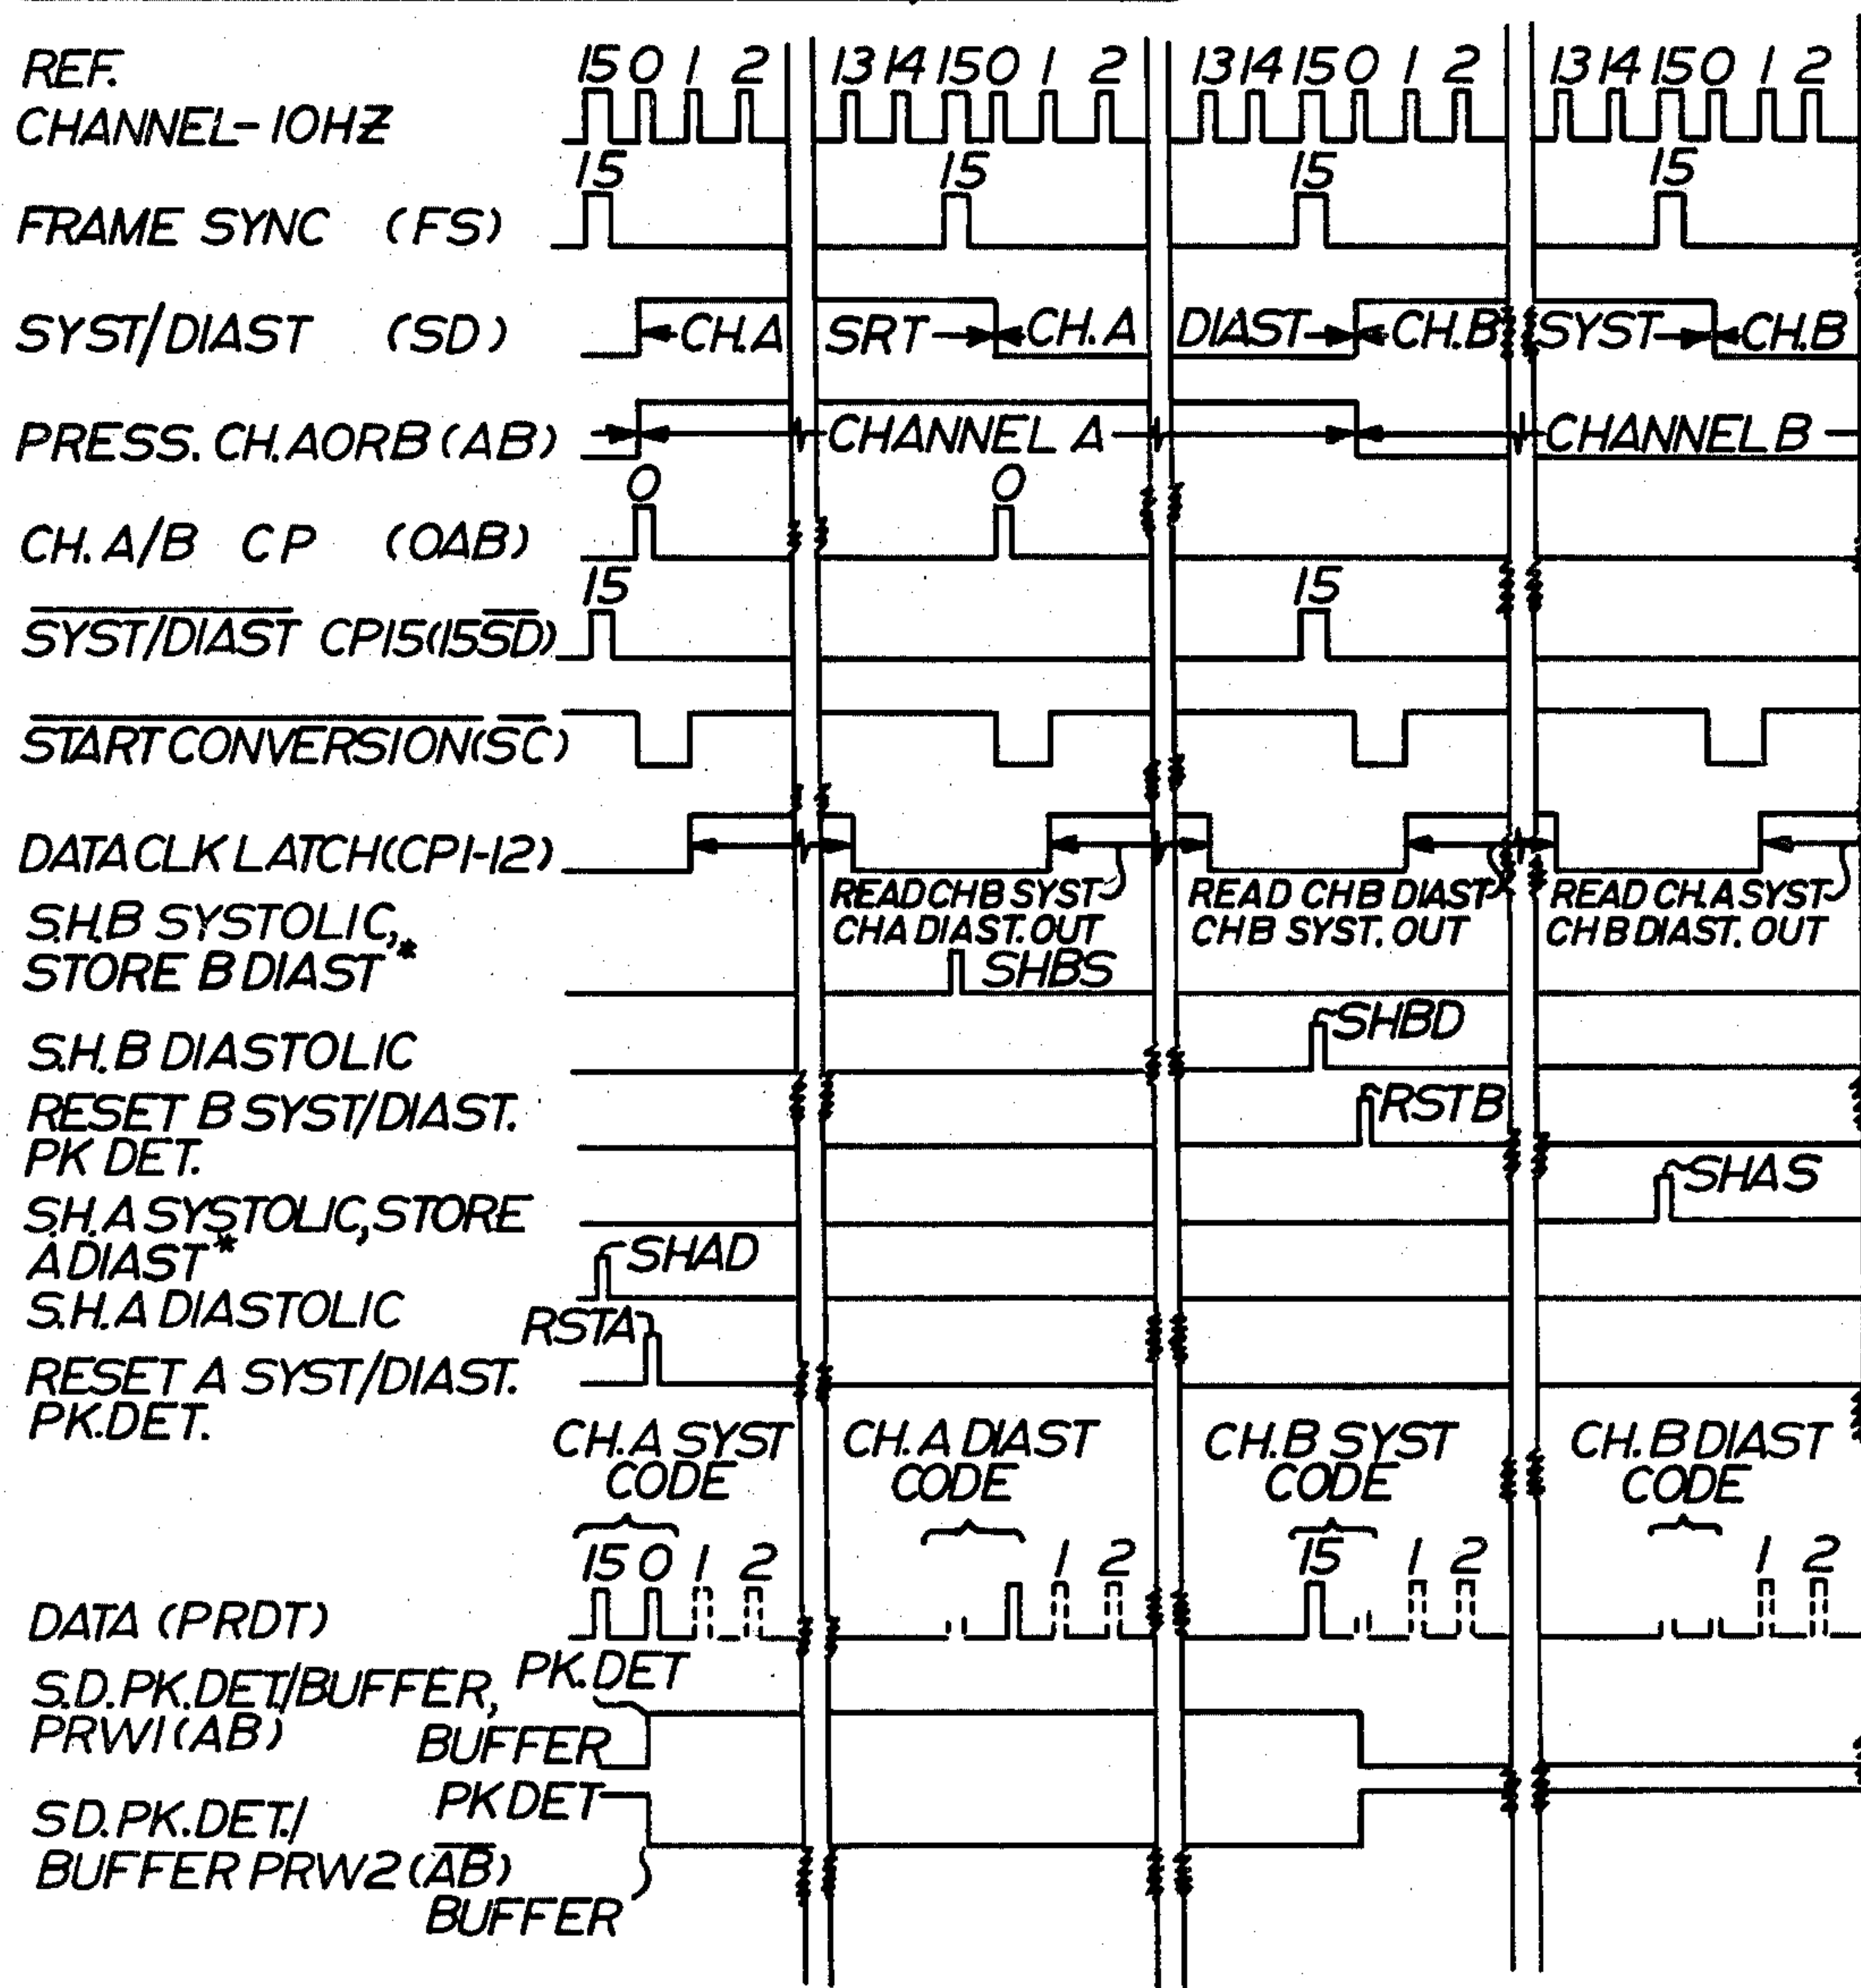 REF. 15 0 1 2 13 14 15 0 1 2 13 14 15 0 1 2 13 14 15 0 1 2
CHANNEL-10HZ
15 15 15 15
FRAME SYNC (FS)
SYST/DIAST (SD) CH.A SRT CH.A DIAST CH.B SYST CH.B
PRESS. CH.A OR B (AB) CHANNEL A CHANNEL B
0 0
CH. A/B CP (OAB)
15 15
SYST/DIAST CP15(15SD)
START CONVERSION(SC)
DATA CLK LATCH(CP1-12)
READ CH B SYST READ CH B DIAST READ CH.A SYST
CH A DIAST. OUT CH B SYST. OUT CH B DIAST. OUT
S.H.B SYSTOLIC,
STORE B DIAST* SHBS
S.H.B DIASTOLIC SHBD
RESET B SYST/DIAST. RSTB
PK DET.
SHAS
S.H.A SYSTOLIC, STORE
A DIAST* SHAD
S.H.A DIASTOLIC
RSTA
RESET A SYST/DIAST.
PK.DET.
CH.A SYST CH.A DIAST CH.B SYST CH.B DIAST
CODE CODE CODE CODE
15 0 1 2 1 2 15 1 2 1 2
DATA (PRDT)
S.D.PK.DET./BUFFER, PK.DET
PRW1(AB) BUFFER
PK DET
S.D.PK.DET./
BUFFER PRW2(AB)
BUFFER